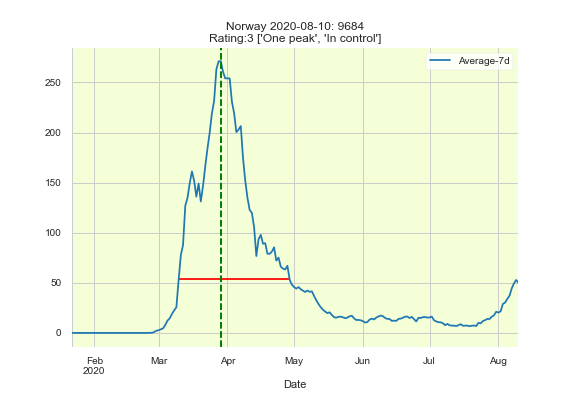 Norway 2020-08-10: 9684
Rating:3 ['One peak', 'In control']
Average-7d
250
200
150
100
50
0
Feb Mar Apr May Jun Jul Aug
2020
Date